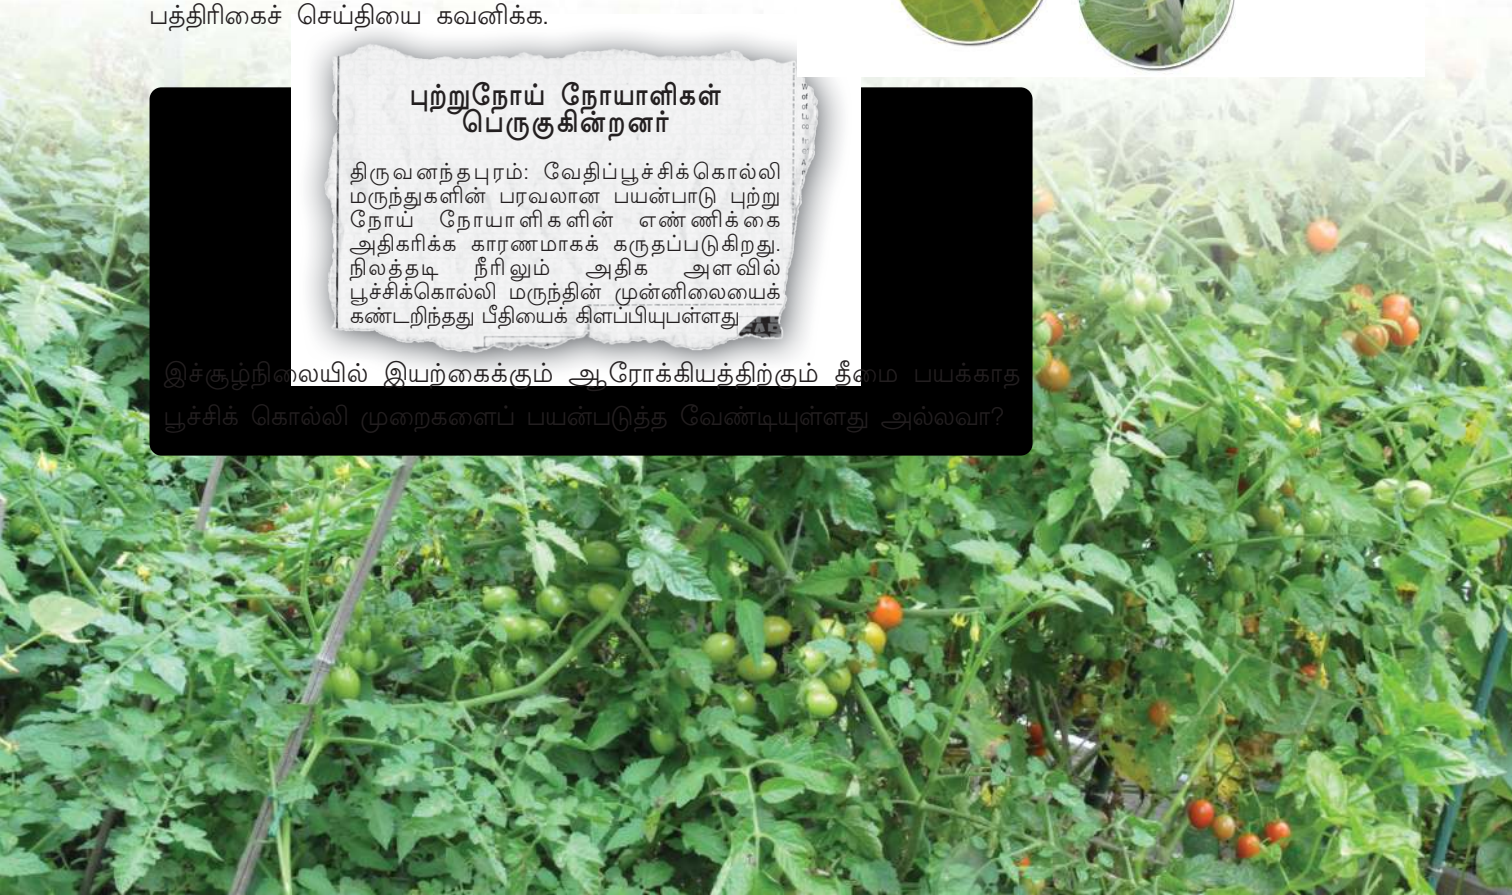 பத்திரிகைச் செய்தியை கவனிக்க.
புற்றுநோய் நோயாளிகள்
பெருகுகின்றனர்
திருவனந்தபுரம்: வேதிப்பூச்சிக்கொல்லி
மருந்துகளின் பரவலான பயன்பாடு புற்று
நோய் நோயாளிகளின் எண்ணிக்கை
அதிகரிக்க காரணமாகக் கருதப்படுகிறது.
நிலத்தடி நீரிலும் அதிக அளவில்
பூச்சிக்கொல்லி மருந்தின் முன்னிலையைக்
கண்டறிந்தது பீதியைக் கிளப்பியுபள்ளது
இச்சூழ்நிலையில் இயற்கைக்கும் ஆரோக்கியத்திற்கும் தீமை பயக்காத
பூச்சிக் கொல்லி முறைகளைப் பயன்படுத்த வேண்டியுள்ளது அல்லவா?